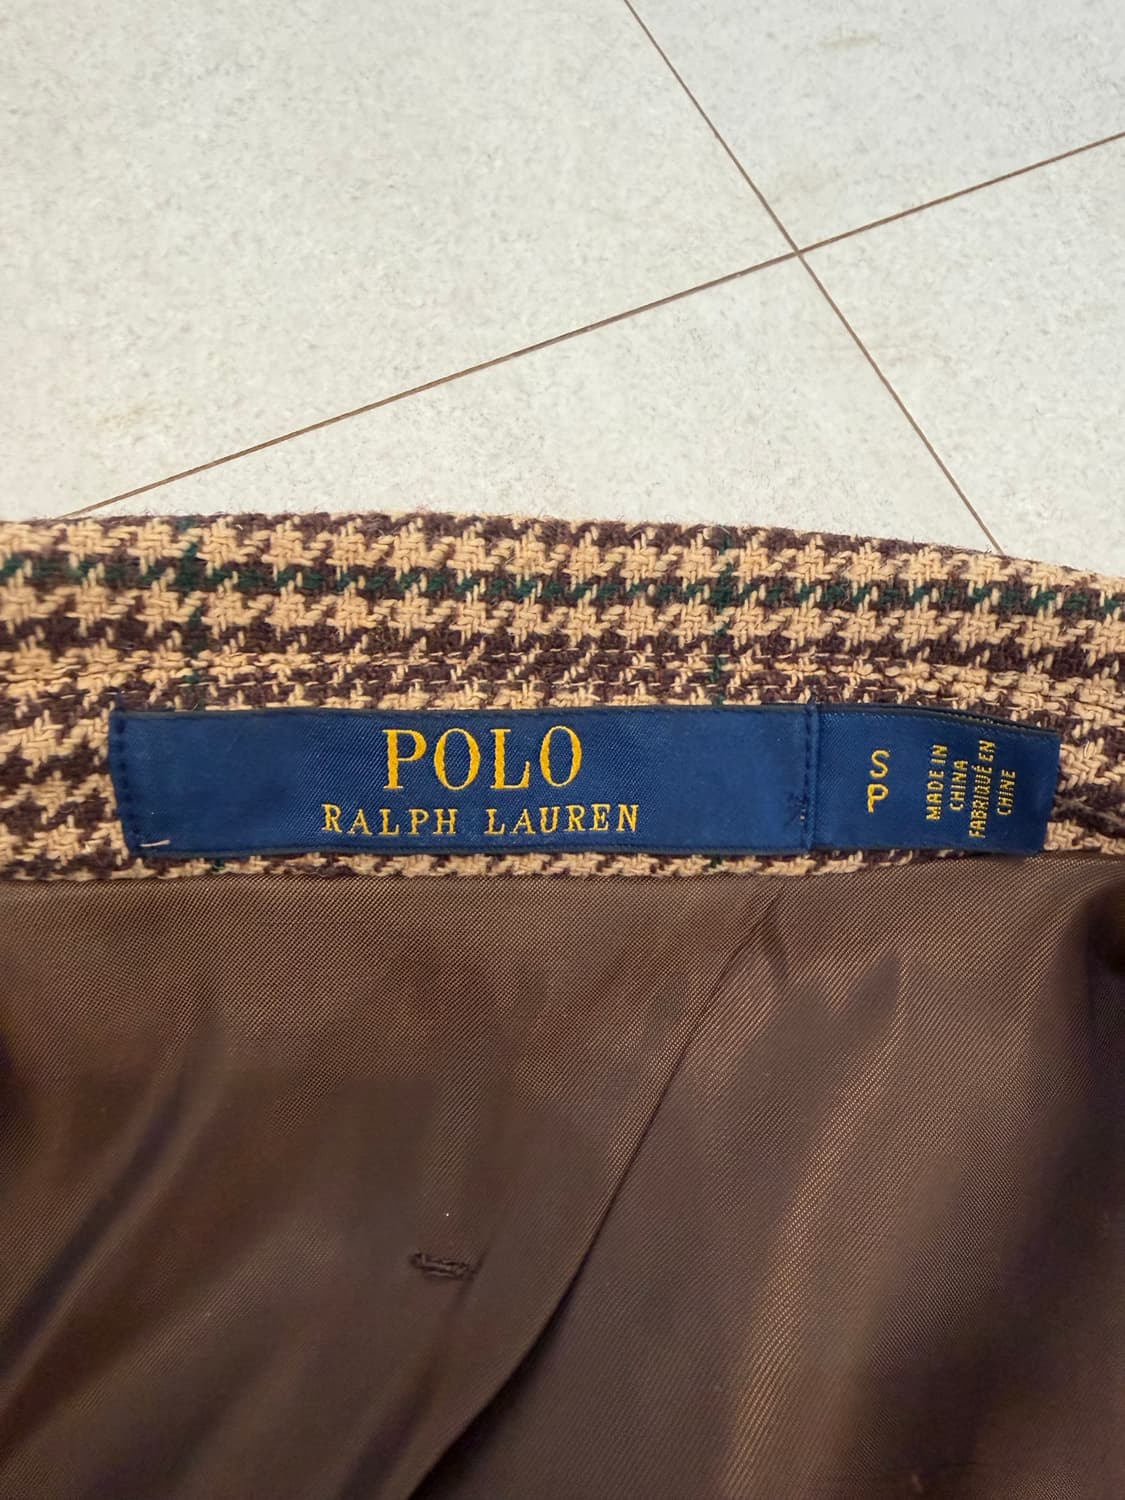 POLO
RALPH LAUREN
S
P
MADE IN
CHINA
FABRIQUÉ EN
CHINE